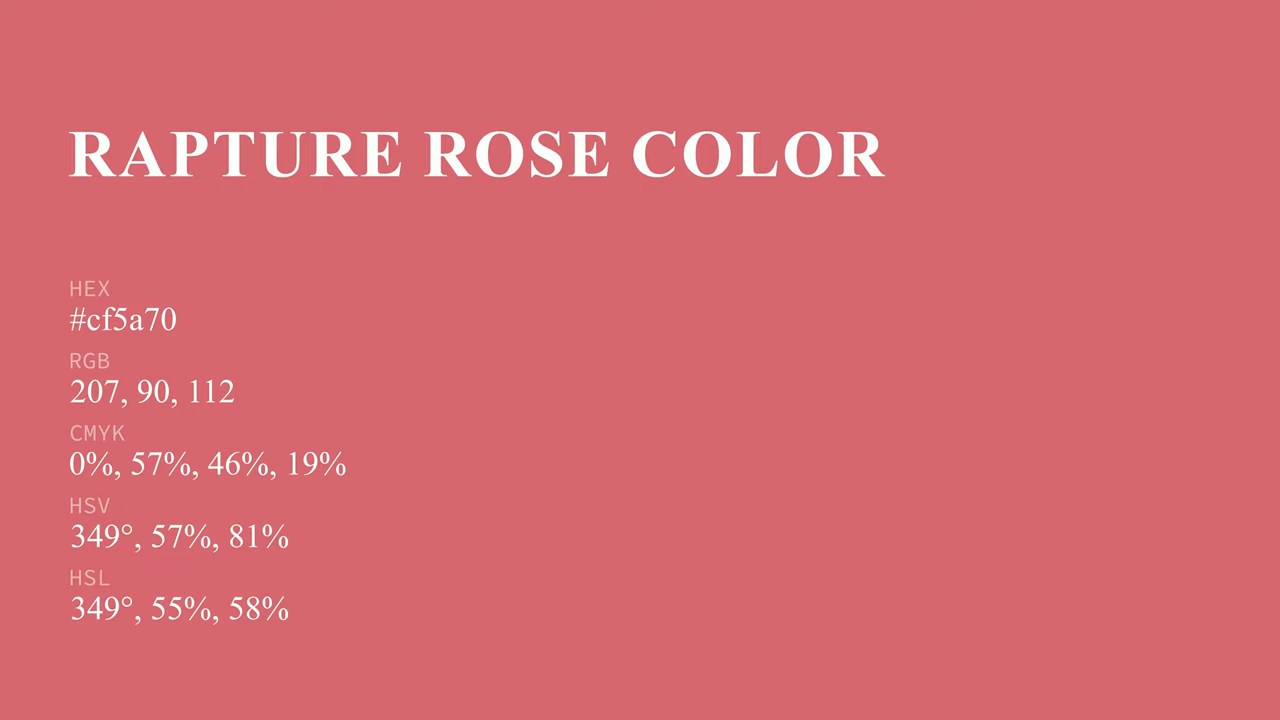 RAPTURE ROSE COLOR
HEX
#cf5a70
RGB
207, 90, 112
CMYK
0%, 57%, 46%, 19%
HSV
349°, 57%, 81%
HSL
349°, 55%, 58%